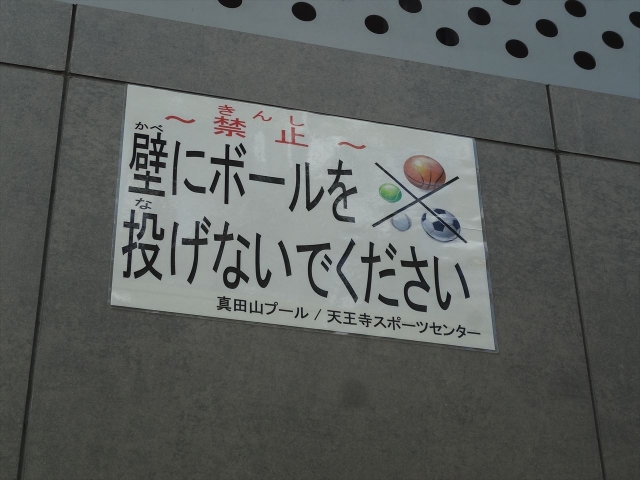 きんし
~禁止~
かべ
壁にボールを
な
投げないでください
真田山プール / 天王寺スポーツセンター